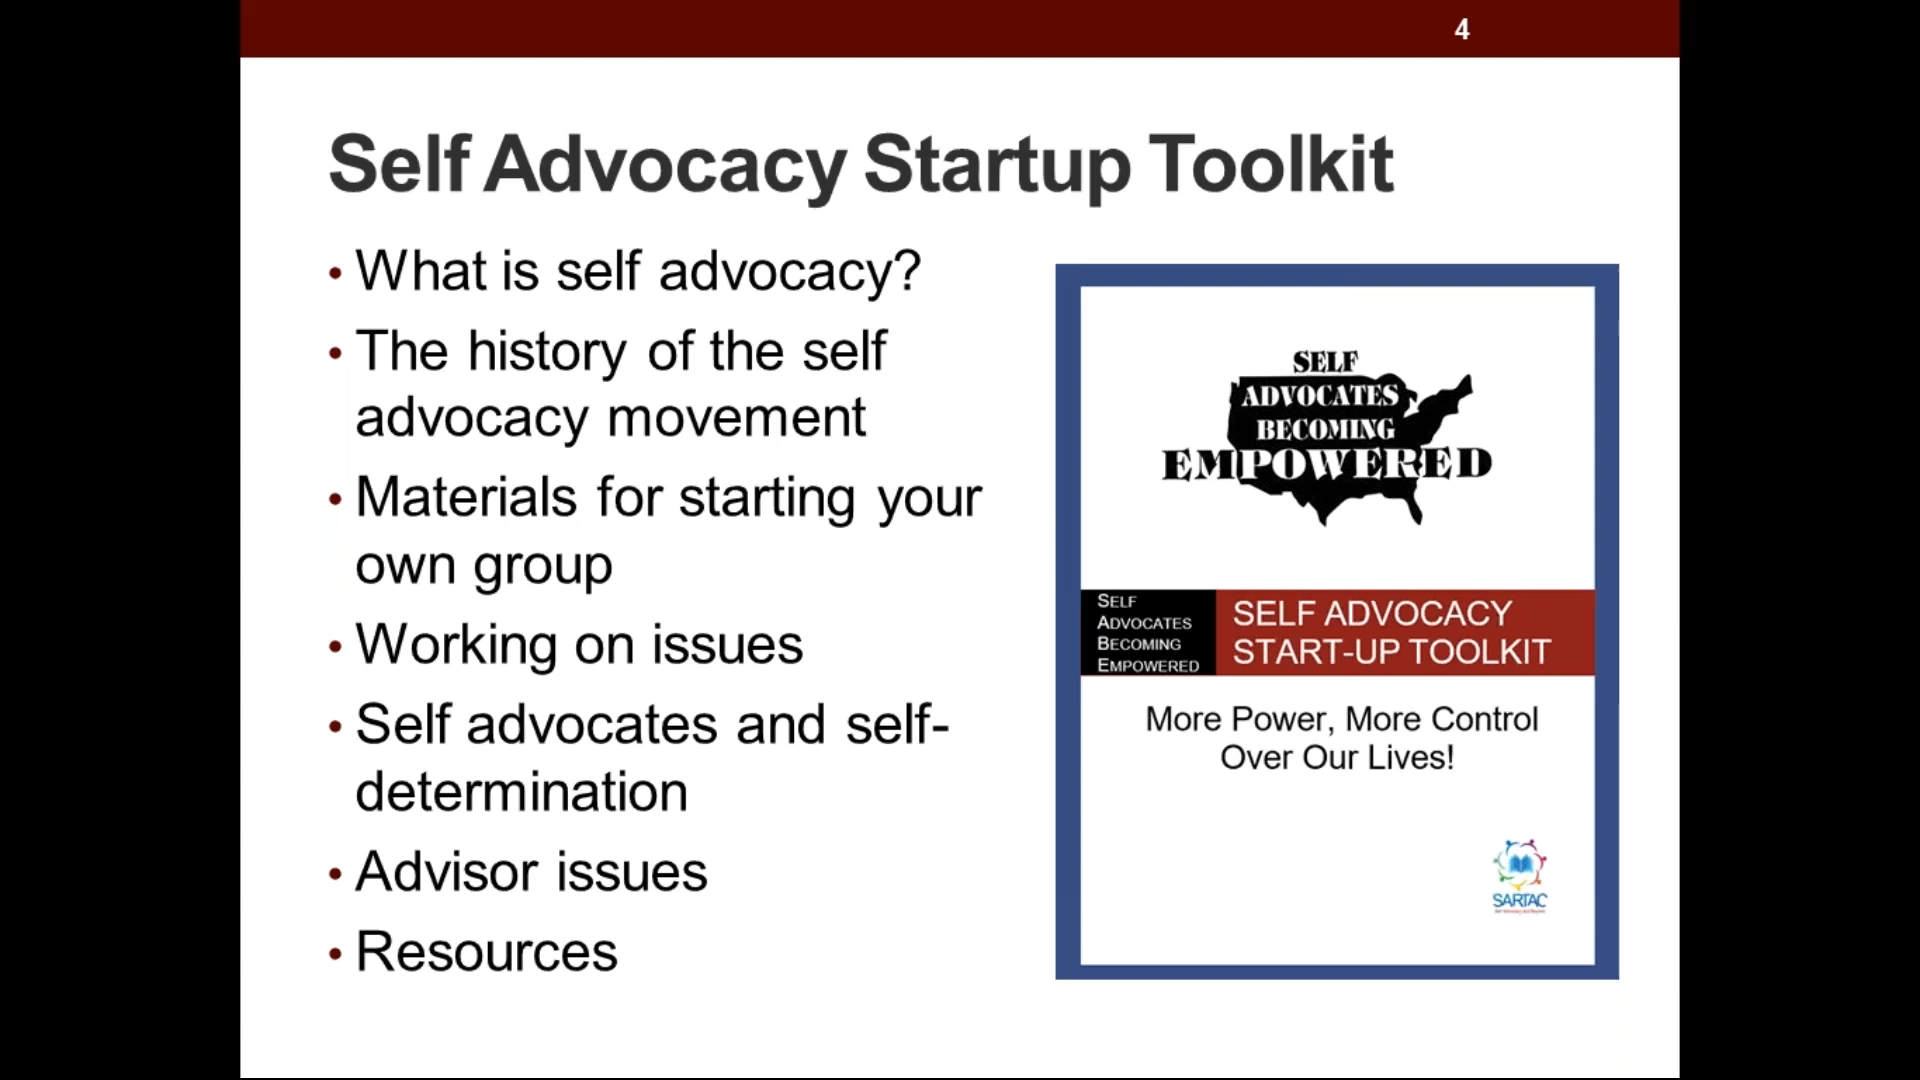 4
Self Advocacy Startup Toolkit
• What is self advocacy?
• The history of the self
advocacy movement
• Materials for starting your
own group
• Working on issues
• Self advocates and self-
determination
• Advisor issues
• Resources
SELF
ADVOCATES
BECOMING
EMPOWERED
SELF
ADVOCATES
BECOMING
EMPOWERED
SELF ADVOCACY
START-UP TOOLKIT
More Power, More Control
Over Our Lives!
SARTAC